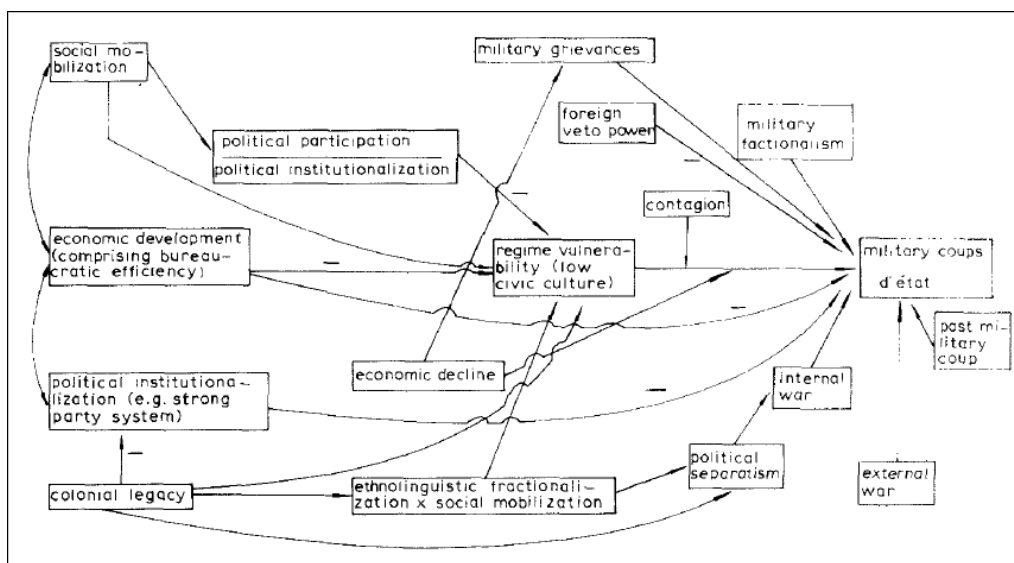 social mo-
bilization
military grievances
foreign
veto power
military
factionalism
political participation
political institutionalization
contagion
economic development
(comprising bureau-
cratic efficiency)
regime vulnera-
bility (low
civic culture)
military coups
d'état
past mi-
litary
coup
economic decline
internal
war
political institutiona-
lization (e.g. strong
party system)
political
separatism
external
war
colonial legacy
ethnolinguistic fractionali-
zation x social mobilization